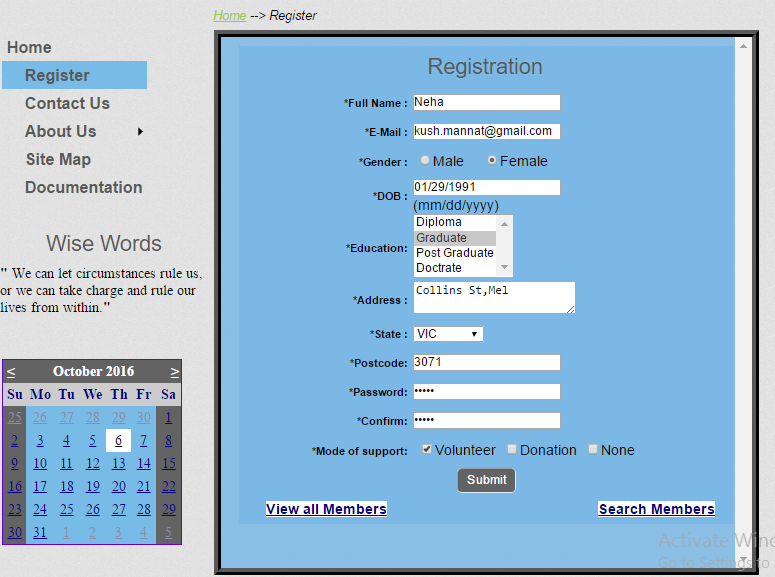 Home --> Register
Home
Register
Contact Us
About Us
Site Map
Documentation
Wise Words
" We can let circumstances rule us,
or we can take charge and rule our
lives from within."
< October 2016 >
Su Mo Tu We Th Fr Sa
25 26 27 28 29 30 1
2 3 4 5 6 7 8
9 10 11 12 13 14 15
16 17 18 19 20 21 22
23 24 25 26 27 28 29
30 31 1 2 3 4 5
Registration
*Full Name : Neha
*E-Mail : kush.mannat@gmail.com
*Gender : Male Female
*DOB : 01/29/1991
(mm/dd/yyyy)
*Education: Diploma
Graduate
Post Graduate
Doctrate
*Address : Collins St,Mel
*State : VIC
*Postcode: 3071
*Password: •••••
*Confirm: •••••
*Mode of support: Volunteer Donation None
Submit
View all Members Search Members
Activate Winc
Go to Settings to